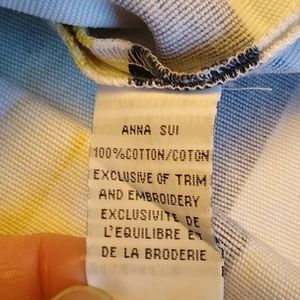 ANNA SUI
100%COTTON/COTON
EXCLUSIVE OF TRIM
AND EMBROIDERY
EXCLUSIVITE DE
L'EQUILIBRE ET
DE LA BRODERIE